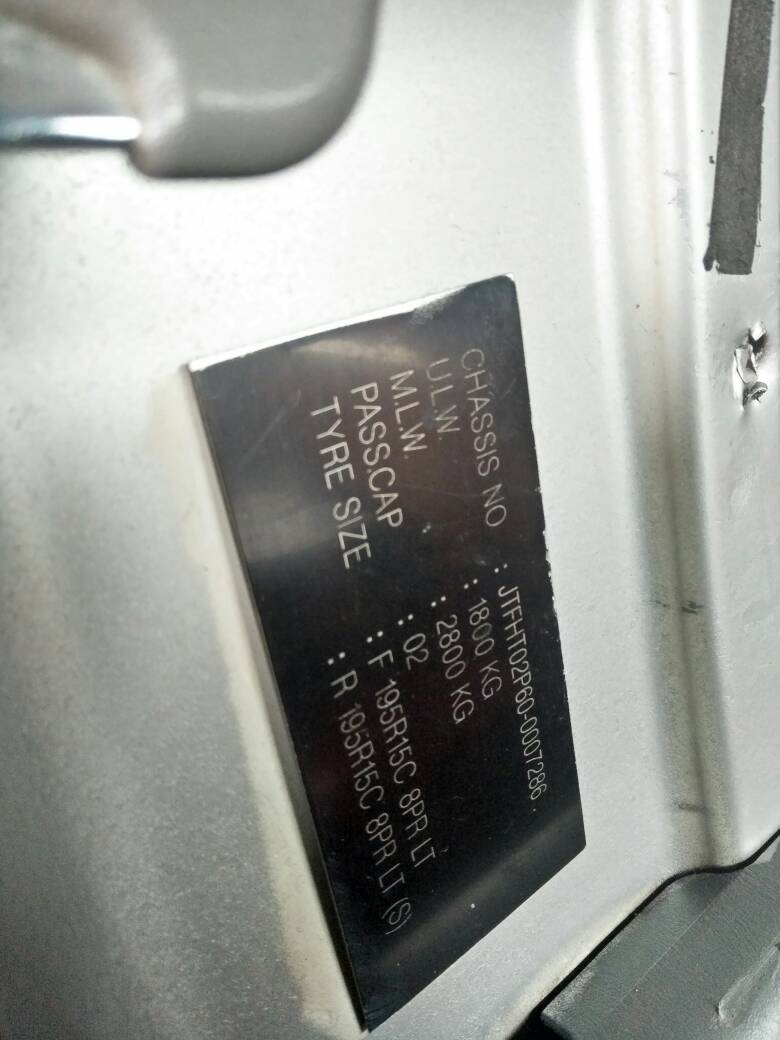 CHASSIS NO : JTFHT02P60-0007286.
U.L.W. : 1800 KG
M.L.W. : 2800 KG
PASS.CAP : 02
TYRE SIZE : F 195R15C 8PR LT
: R 195R15C 8PR LT (S)